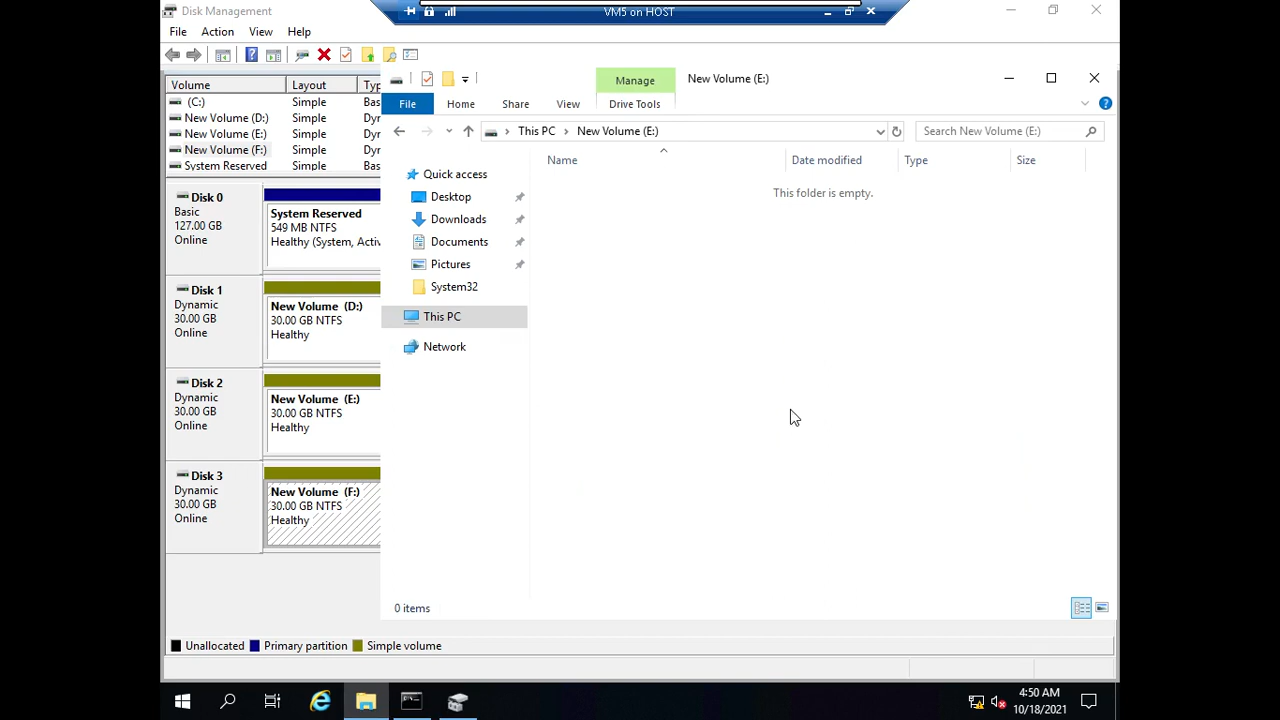 Disk Management
VM5 on HOST
File Action View Help
Volume Layout Typ
(C:) Simple Bas
New Volume (D:) Simple Dyr
New Volume (E:) Simple Dyr
New Volume (F:) Simple Dyr
System Reserved Simple Bas
Disk 0
Basic
127.00 GB
Online
System Reserved
549 MB NTFS
Healthy (System, Activ
Disk 1
Dynamic
30.00 GB
Online
New Volume (D:)
30.00 GB NTFS
Healthy
Disk 2
Dynamic
30.00 GB
Online
New Volume (E:)
30.00 GB NTFS
Healthy
Disk 3
Dynamic
30.00 GB
Online
New Volume (F:)
30.00 GB NTFS
Healthy
Unallocated Primary partition Simple volume
Manage New Volume (E:)
File Home Share View Drive Tools
This PC New Volume (E:) Search New Volume (E:)
Name Date modified Type Size
This folder is empty.
Quick access
Desktop
Downloads
Documents
Pictures
System32
This PC
Network
0 items
4:50 AM
10/18/2021